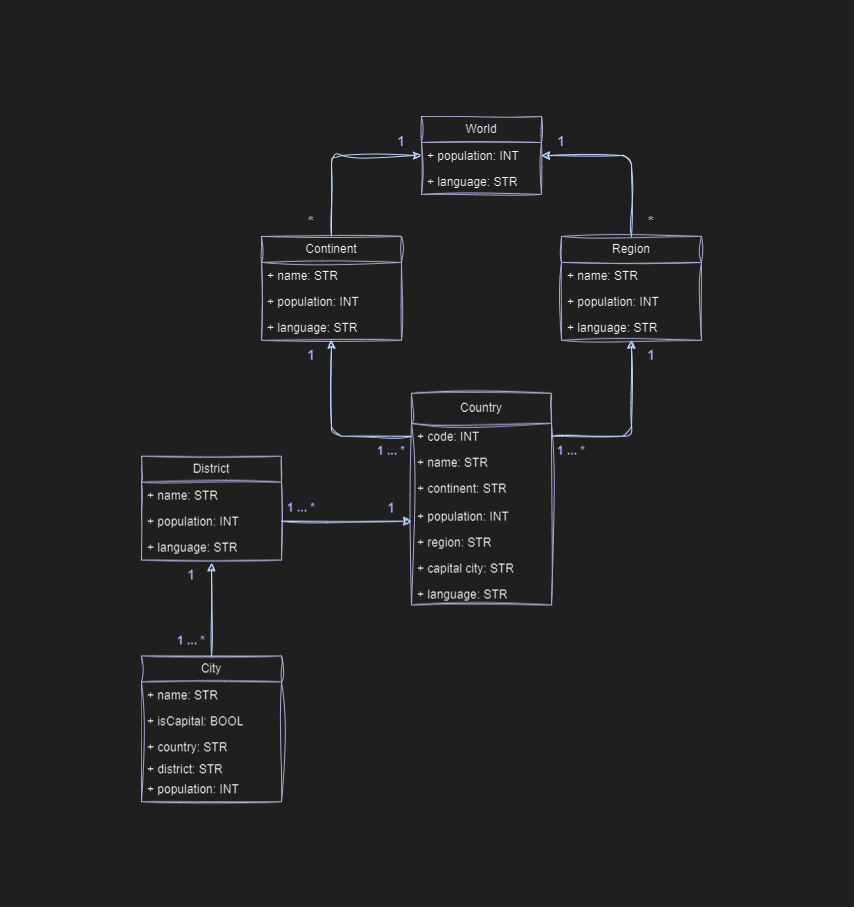 World
1
1
+ population: INT
+ language: STR
*
*
Continent
+ name: STR
+ population: INT
+ language: STR
Region
+ name: STR
+ population: INT
+ language: STR
1
1
Country
+ code: INT
+ name: STR
+ continent: STR
+ population: INT
+ region: STR
+ capital city: STR
+ language: STR
1 ... *
1 ... *
District
+ name: STR
+ population: INT
+ language: STR
1 ... *
1
1
1 ... *
City
+ name: STR
+ isCapital: BOOL
+ country: STR
+ district: STR
+ population: INT